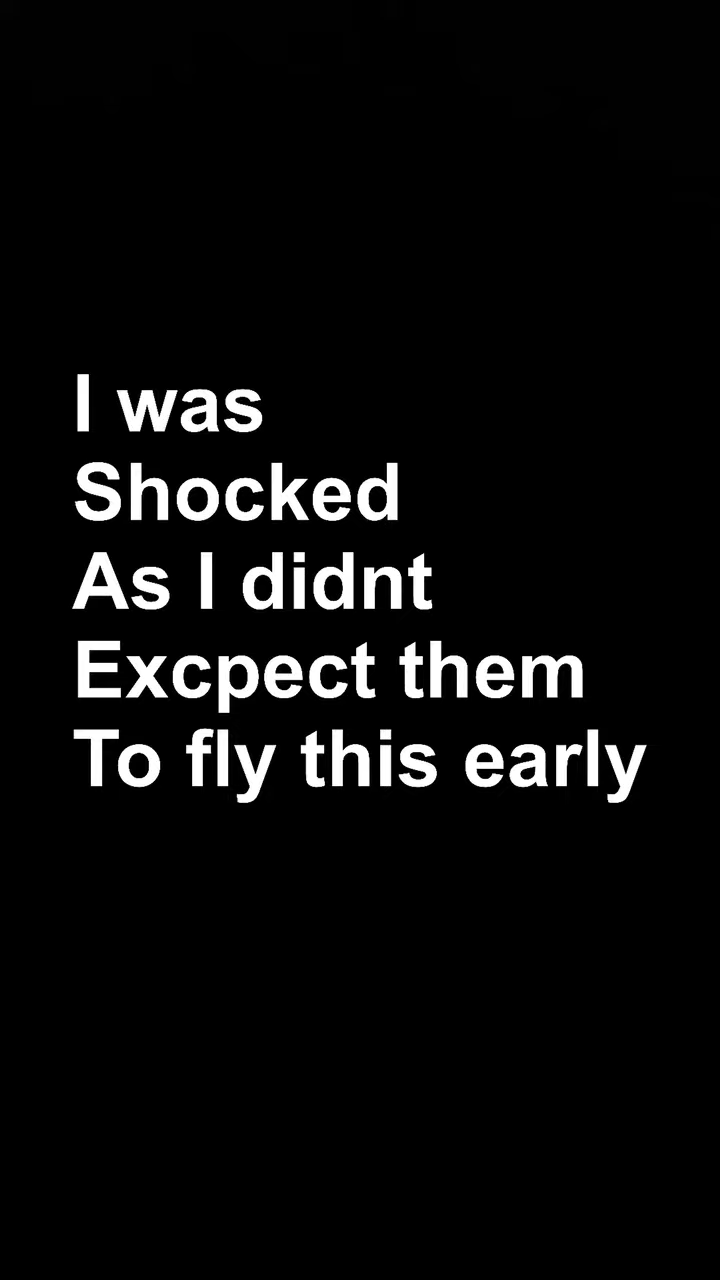 I was
Shocked
As I didnt
Excpect them
To fly this early